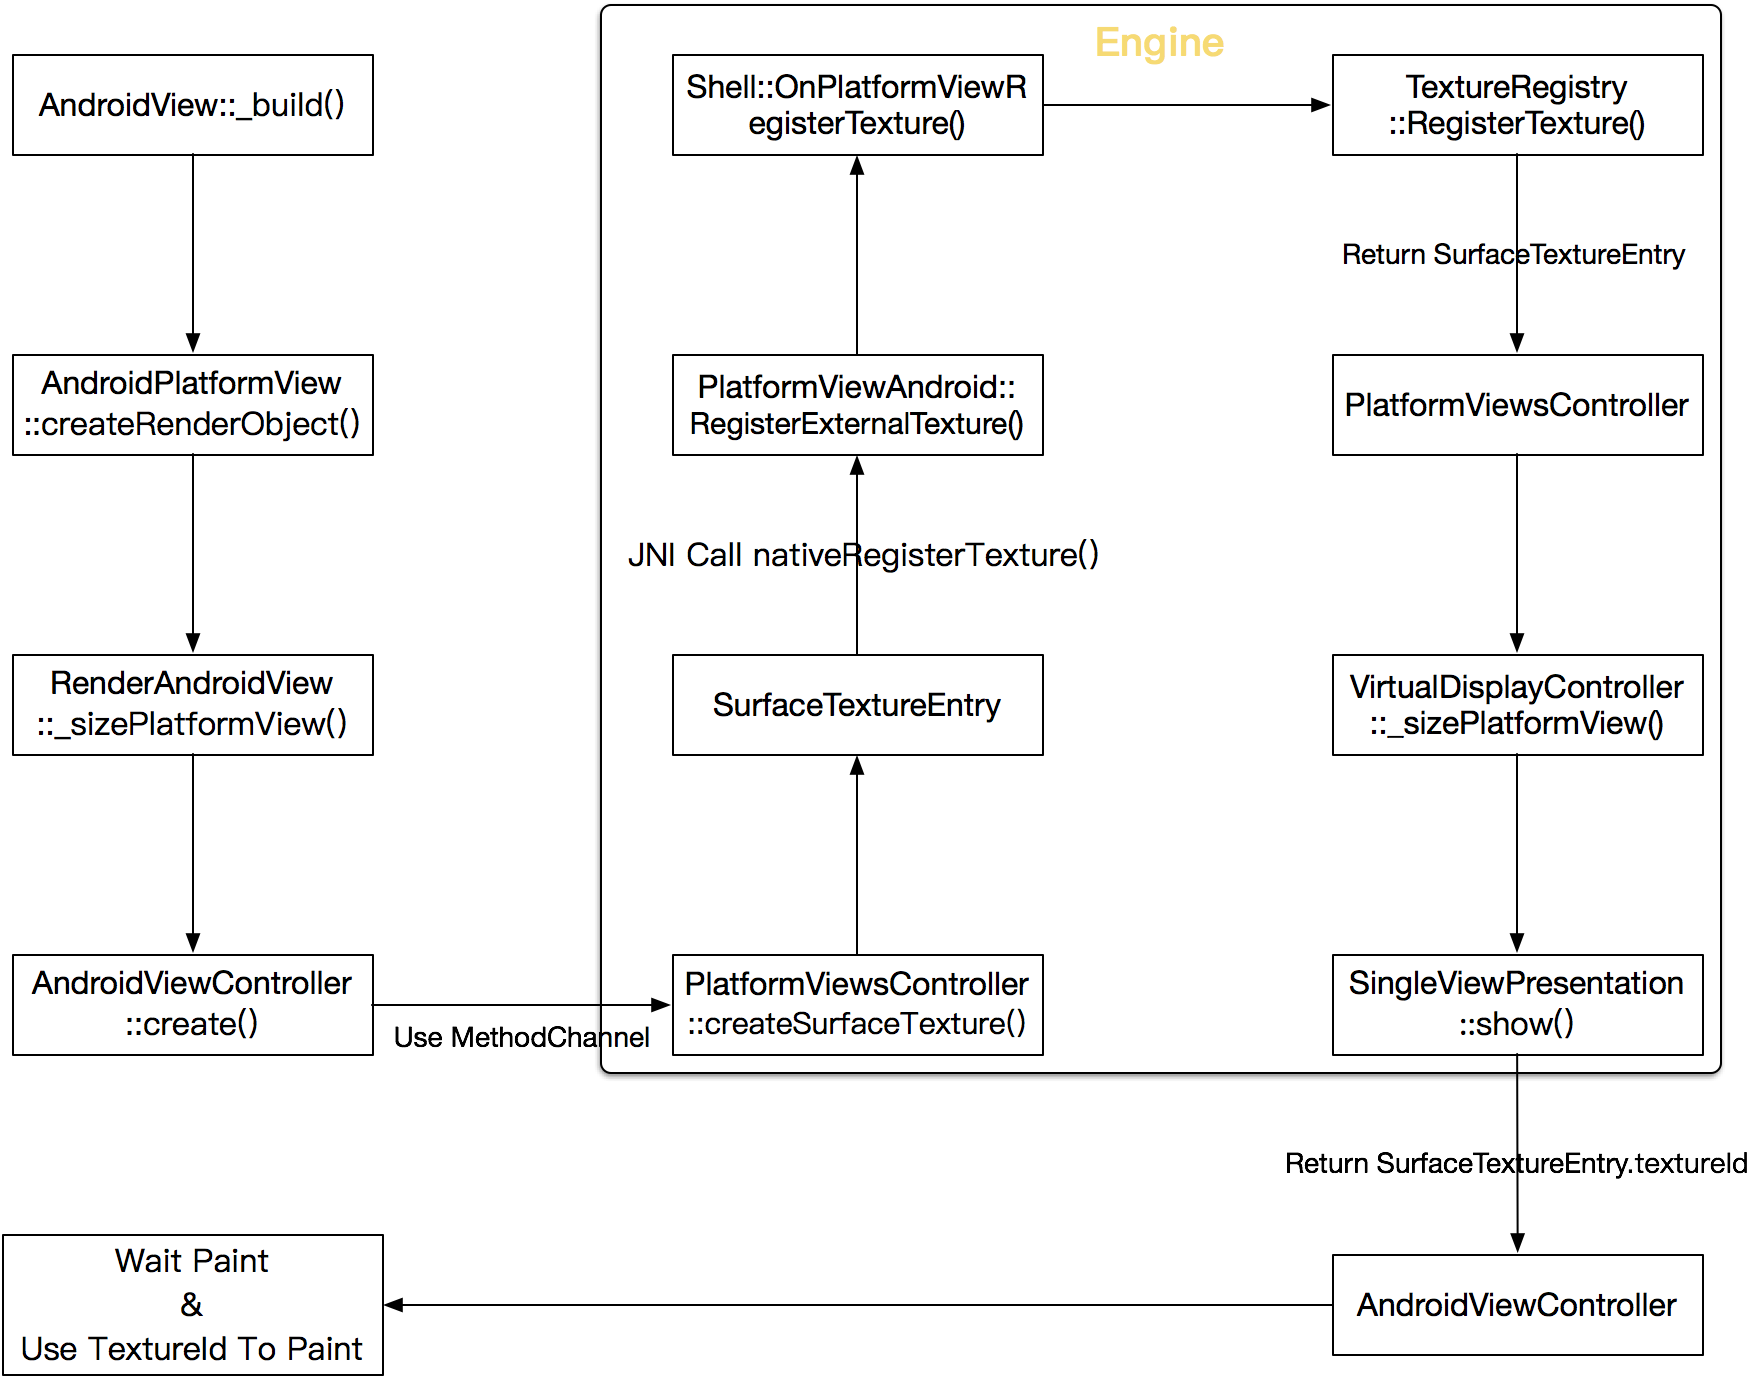 Engine
AndroidView::_build()
AndroidPlatformView
::createRenderObject()
RenderAndroidView
::_sizePlatformView()
AndroidViewController
::create()
Use MethodChannel
PlatformViewsController
::createSurfaceTexture()
SurfaceTextureEntry
JNI Call nativeRegisterTexture()
PlatformViewAndroid::
RegisterExternalTexture()
Shell::OnPlatformViewR
egisterTexture()
TextureRegistry
::RegisterTexture()
Return SurfaceTextureEntry
PlatformViewsController
VirtualDisplayController
::_sizePlatformView()
SingleViewPresentation
::show()
Return SurfaceTextureEntry.textureId
AndroidViewController
Wait Paint
&
Use TextureId To Paint